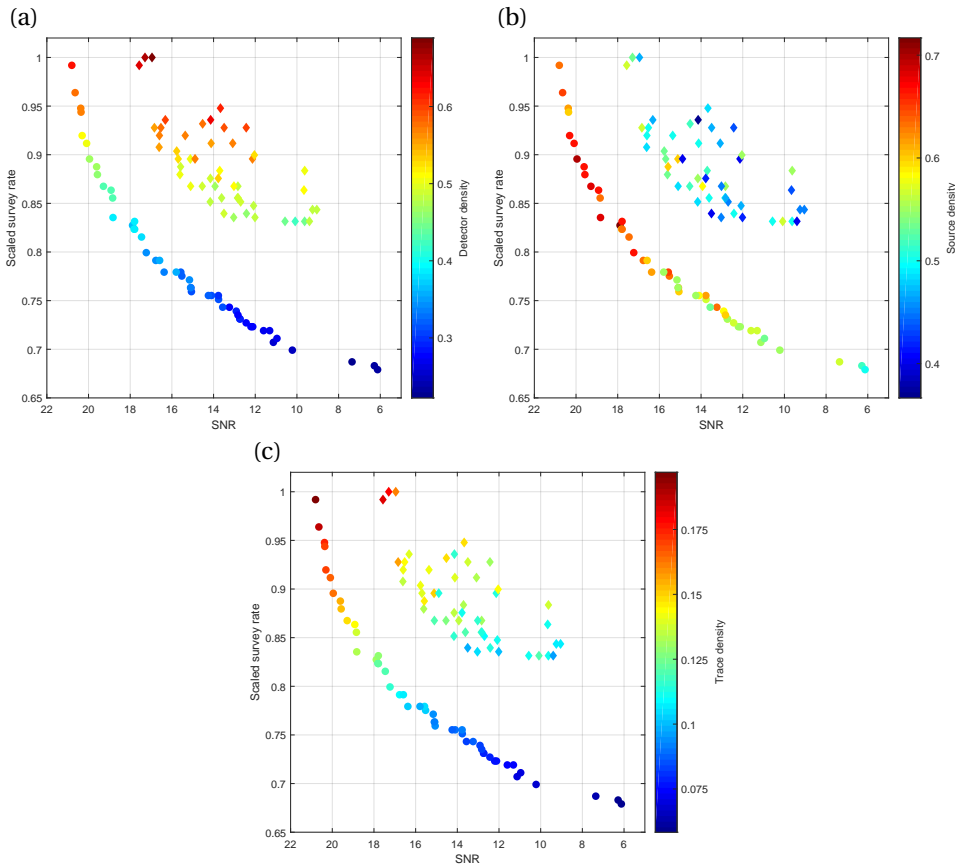 (a)
1
0.95
0.9
0.85
0.8
0.75
0.7
0.65
Scaled survey rate
22 20 18 16 14 12 10 8 6
SNR
0.6
0.5
0.4
0.3
Detector density
(b)
1
0.95
0.9
0.85
0.8
0.75
0.7
0.65
Scaled survey rate
22 20 18 16 14 12 10 8 6
SNR
0.7
0.6
0.5
0.4
Source density
(c)
1
0.95
0.9
0.85
0.8
0.75
0.7
0.65
Scaled survey rate
22 20 18 16 14 12 10 8 6
SNR
0.175
0.15
0.125
0.1
0.075
Trace density